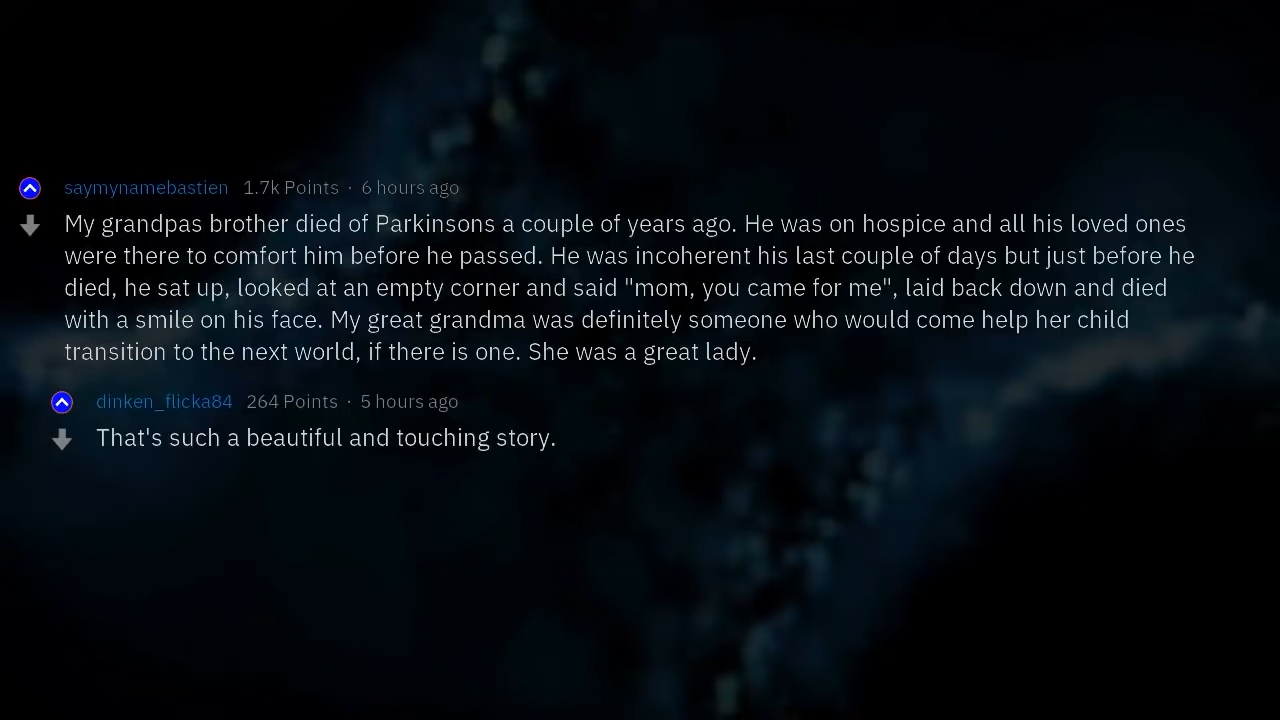 saymynamebastien 1.7k Points · 6 hours ago
My grandpas brother died of Parkinsons a couple of years ago. He was on hospice and all his loved ones
were there to comfort him before he passed. He was incoherent his last couple of days but just before he
died, he sat up, looked at an empty corner and said "mom, you came for me", laid back down and died
with a smile on his face. My great grandma was definitely someone who would come help her child
transition to the next world, if there is one. She was a great lady.
dinken_flicka84 264 Points · 5 hours ago
That's such a beautiful and touching story.